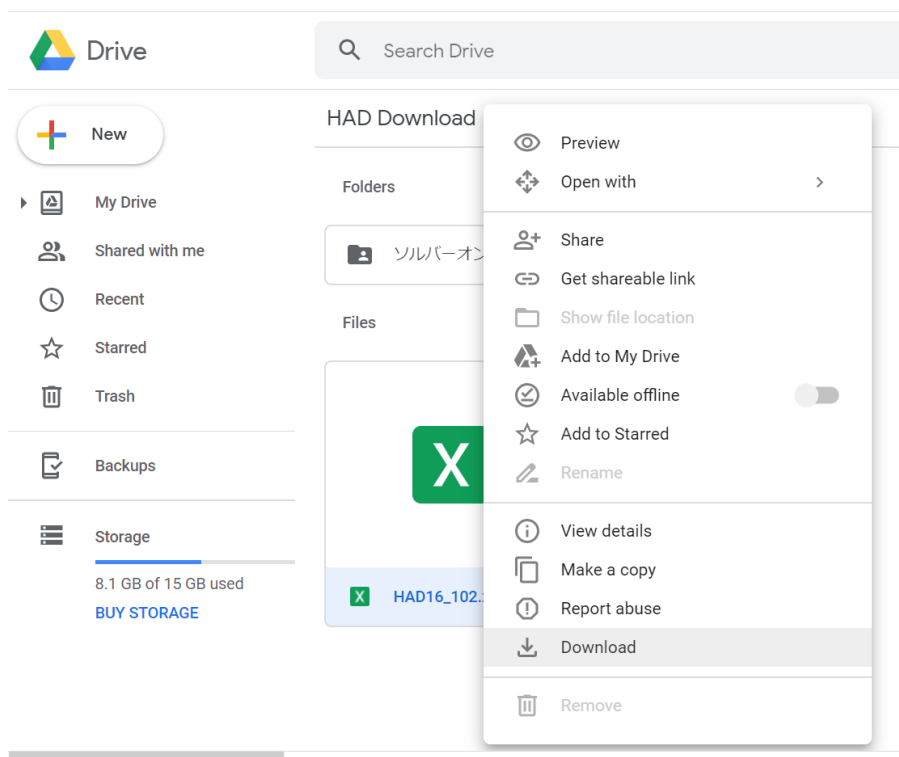 Drive
Search Drive
New
My Drive
Shared with me
Recent
Starred
Trash
Backups
Storage
8.1 GB of 15 GB used
BUY STORAGE
HAD Download
Folders
ソルバーオン
Files
X
X HAD16_102.
Preview
Open with
Share
Get shareable link
Show file location
Add to My Drive
Available offline
Add to Starred
Rename
View details
Make a copy
Report abuse
Download
Remove